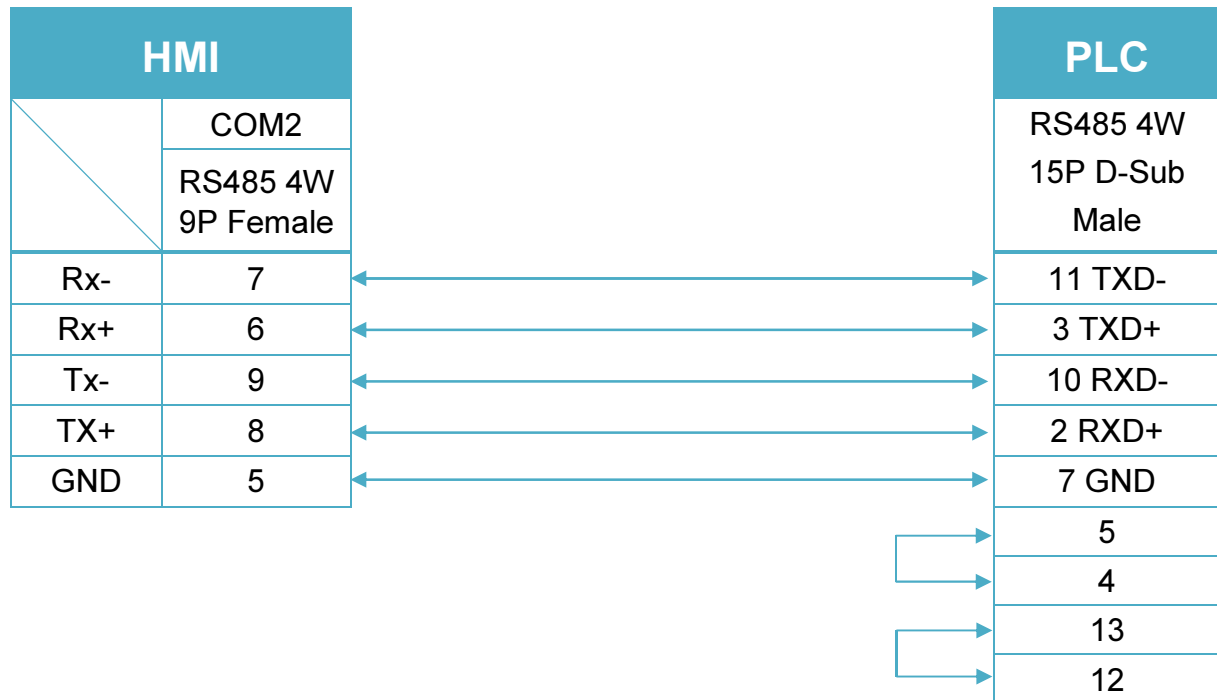 HMI
PLC
COM2
RS485 4W
9P Female
RS485 4W
15P D-Sub
Male
Rx- 7 11 TXD-
Rx+ 6 3 TXD+
Tx- 9 10 RXD-
TX+ 8 2 RXD+
GND 5 7 GND
5
4
13
12